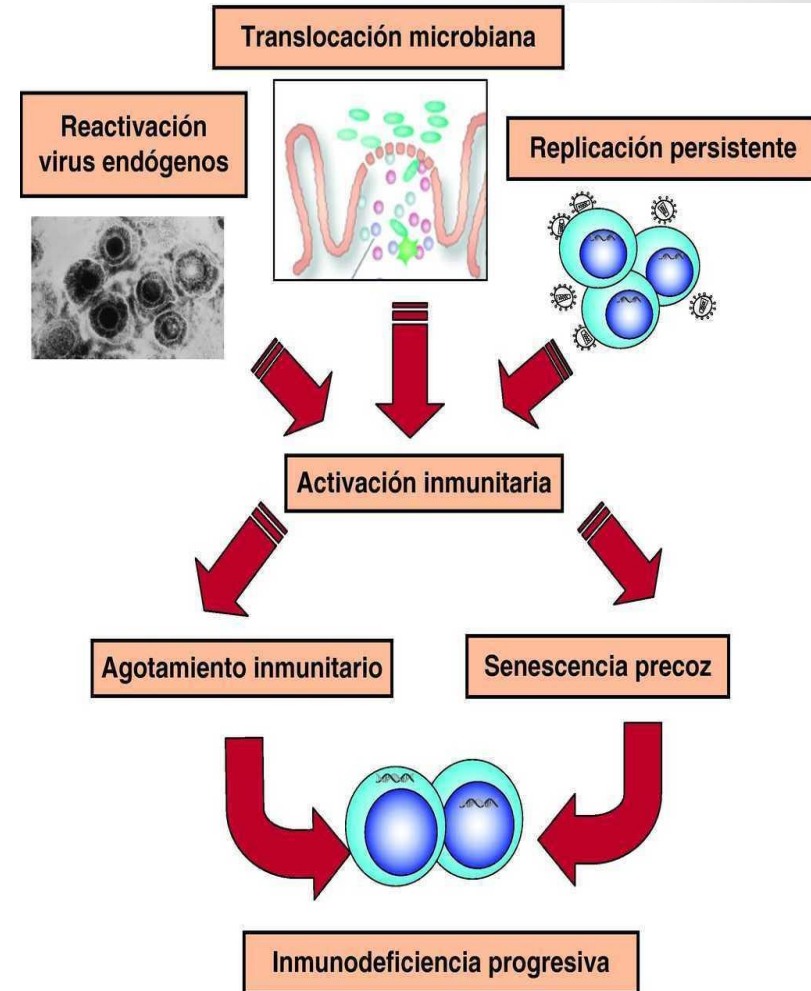 Translocación microbiana
Reactivación
virus endógenos
Replicación persistente
Activación inmunitaria
Agotamiento inmunitario
Senescencia precoz
Inmunodeficiencia progresiva